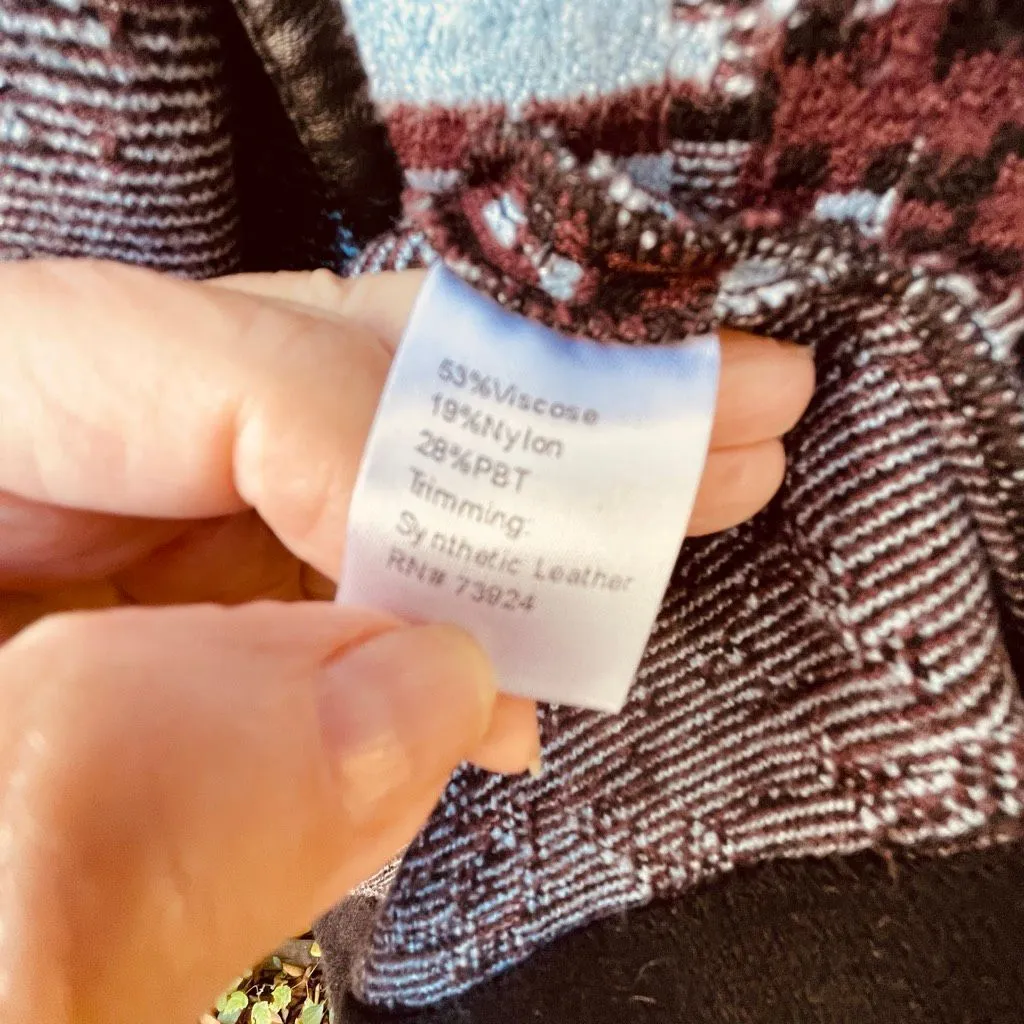 53%Viscose
19%Nylon
28%PBT
Trimming:
Synthetic Leather
RN# 73924